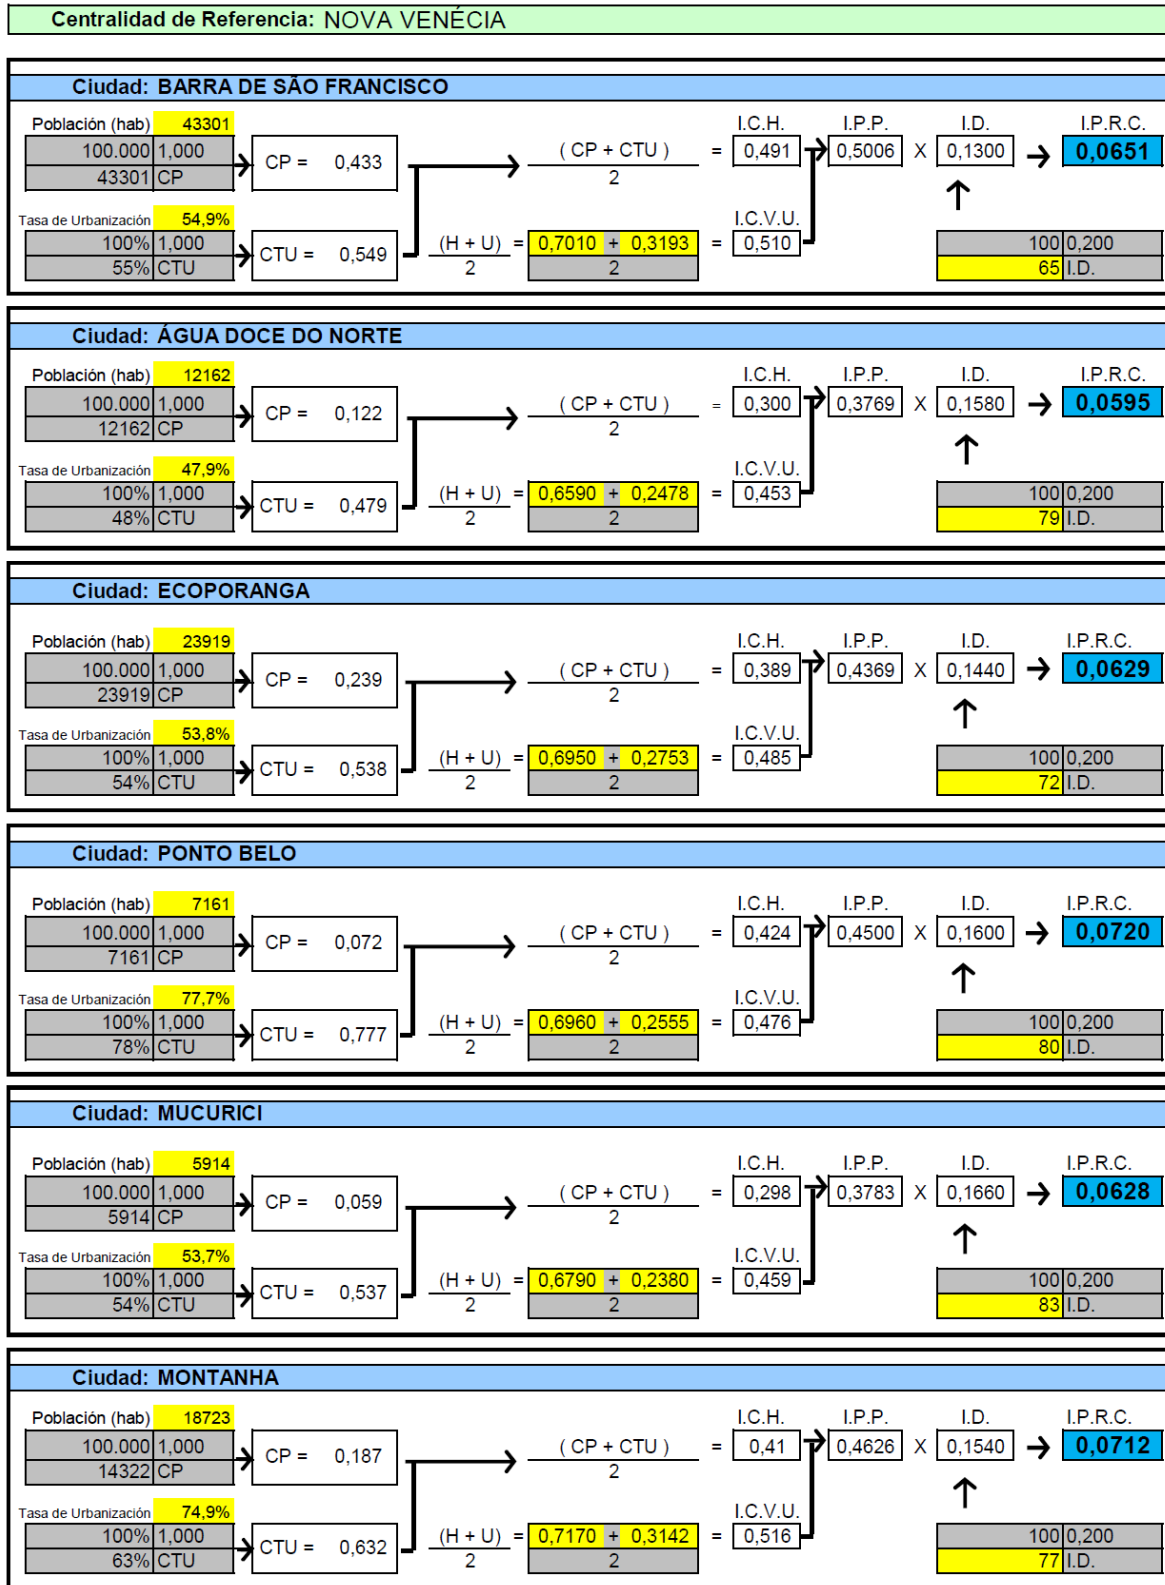 Centralidad de Referencia: NOVA VENÉCIA
Ciudad: BARRA DE SÃO FRANCISCO
Población (hab) 43301 I.C.H. I.P.P. I.D. I.P.R.C.
100.000 1,000 CP = 0,433 ( CP + CTU ) = 0,491 0,5006 X 0,1300 0,0651
43301 CP 2
Tasa de Urbanización 54,9% I.C.V.U.
100% 1,000 CTU = 0,549 (H + U) = 0,7010 + 0,3193 = 0,510 100 0,200
55% CTU 2 2 65 I.D.
Ciudad: ÁGUA DOCE DO NORTE
Población (hab) 12162 I.C.H. I.P.P. I.D. I.P.R.C.
100.000 1,000 CP = 0,122 ( CP + CTU ) = 0,300 0,3769 X 0,1580 0,0595
12162 CP 2
Tasa de Urbanización 47,9% I.C.V.U.
100% 1,000 CTU = 0,479 (H + U) = 0,6590 + 0,2478 = 0,453 100 0,200
48% CTU 2 2 79 I.D.
Ciudad: ECOPORANGA
Población (hab) 23919 I.C.H. I.P.P. I.D. I.P.R.C.
100.000 1,000 CP = 0,239 ( CP + CTU ) = 0,389 0,4369 X 0,1440 0,0629
23919 CP 2
Tasa de Urbanización 53,8% I.C.V.U.
100% 1,000 CTU = 0,538 (H + U) = 0,6950 + 0,2753 = 0,485 100 0,200
54% CTU 2 2 72 I.D.
Ciudad: PONTO BELO
Población (hab) 7161 I.C.H. I.P.P. I.D. I.P.R.C.
100.000 1,000 CP = 0,072 ( CP + CTU ) = 0,424 0,4500 X 0,1600 0,0720
7161 CP 2
Tasa de Urbanización 77,7% I.C.V.U.
100% 1,000 CTU = 0,777 (H + U) = 0,6960 + 0,2555 = 0,476 100 0,200
78% CTU 2 2 80 I.D.
Ciudad: MUCURICI
Población (hab) 5914 I.C.H. I.P.P. I.D. I.P.R.C.
100.000 1,000 CP = 0,059 ( CP + CTU ) = 0,298 0,3783 X 0,1660 0,0628
5914 CP 2
Tasa de Urbanización 53,7% I.C.V.U.
100% 1,000 CTU = 0,537 (H + U) = 0,6790 + 0,2380 = 0,459 100 0,200
54% CTU 2 2 83 I.D.
Ciudad: MONTANHA
Población (hab) 18723 I.C.H. I.P.P. I.D. I.P.R.C.
100.000 1,000 CP = 0,187 ( CP + CTU ) = 0,41 0,4626 X 0,1540 0,0712
14322 CP 2
Tasa de Urbanización 74,9% I.C.V.U.
100% 1,000 CTU = 0,632 (H + U) = 0,7170 + 0,3142 = 0,516 100 0,200
63% CTU 2 2 77 I.D.